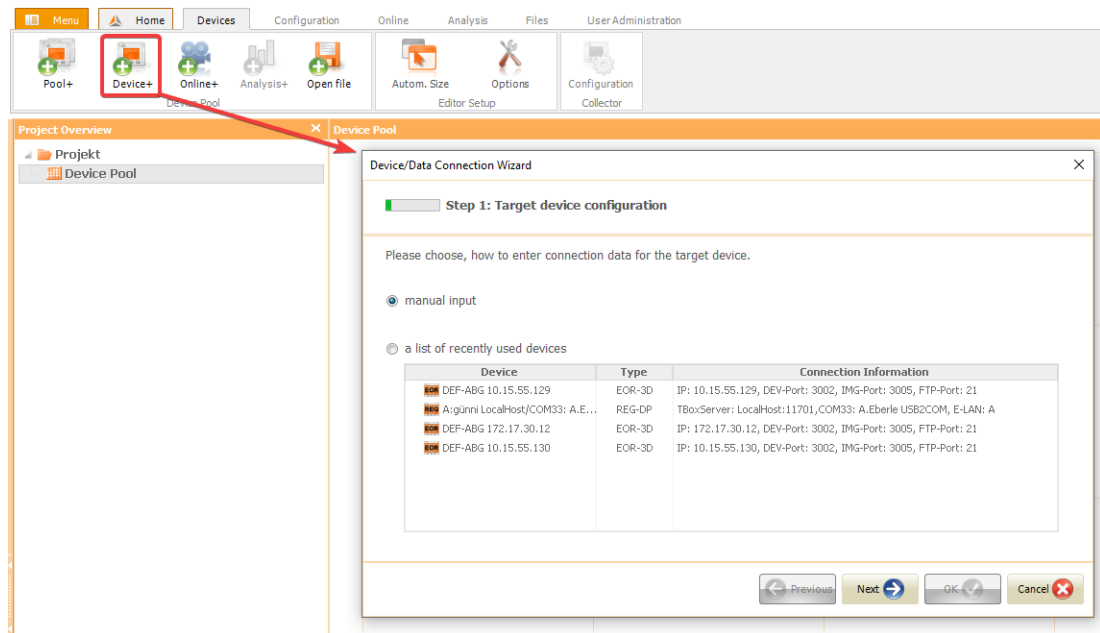 Menu Home Devices Configuration Online Analysis Files User Administration
Pool+ Device+ Online+ Analysis+ Open file Autom. Size Options Configuration
Device Pool Editor Setup Collector
Project Overview Device Pool
Projekt
Device Pool
Device/Data Connection Wizard
Step 1: Target device configuration
Please choose, how to enter connection data for the target device.
manual input
a list of recently used devices
Device Type Connection Information
EOR DEF-ABG 10.15.55.129 EOR-3D IP: 10.15.55.129, DEV-Port: 3002, IMG-Port: 3005, FTP-Port: 21
REG A:günni LocalHost/COM33: A.E... REG-DP TBoxServer: LocalHost:11701,COM33: A.Eberle USB2COM, E-LAN: A
EOR DEF-ABG 172.17.30.12 EOR-3D IP: 172.17.30.12, DEV-Port: 3002, IMG-Port: 3005, FTP-Port: 21
EOR DEF-ABG 10.15.55.130 EOR-3D IP: 10.15.55.130, DEV-Port: 3002, IMG-Port: 3005, FTP-Port: 21
Previous Next OK Cancel